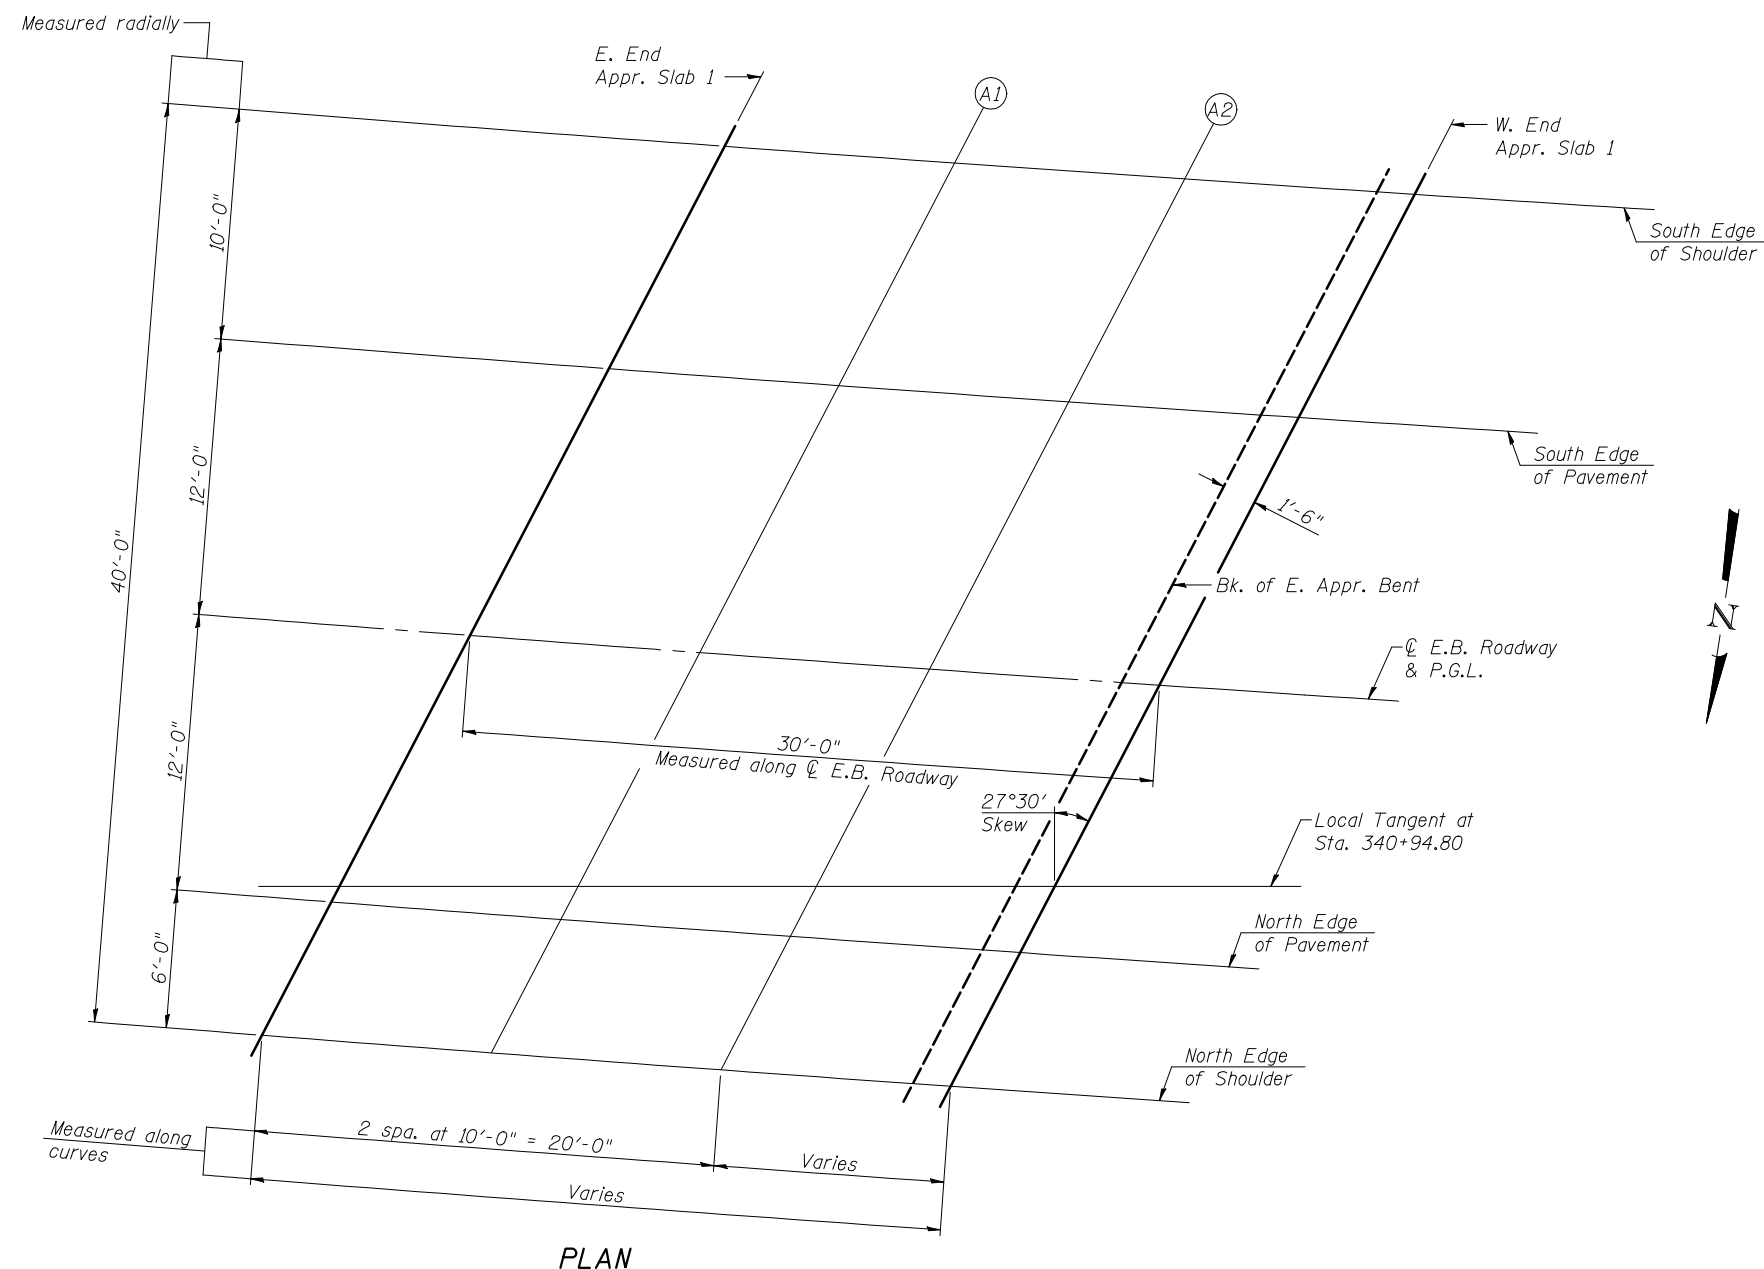 Measured radially
E. End
Appr. Slab 1
A1
A2
W. End
Appr. Slab 1
10'-0"
South Edge
of Shoulder
12'-0"
South Edge
of Pavement
40'-0"
1'-6"
Bk. of E. Appr. Bent
N
℄ E.B. Roadway
& P.G.L.
12'-0"
30'-0"
Measured along ℄ E.B. Roadway
27°30'
Skew
Local Tangent at
Sta. 340+94.80
6'-0"
North Edge
of Pavement
North Edge
of Shoulder
Measured along
curves
2 spa. at 10'-0" = 20'-0"
Varies
Varies
PLAN